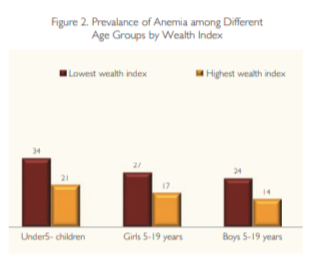 Figure 2. Prevalance of Anemia among Different
Age Groups by Wealth Index
Lowest wealth index Highest wealth index
34
21
27
17
24
14
Under5- children Girls 5-19 years Boys 5-19 years